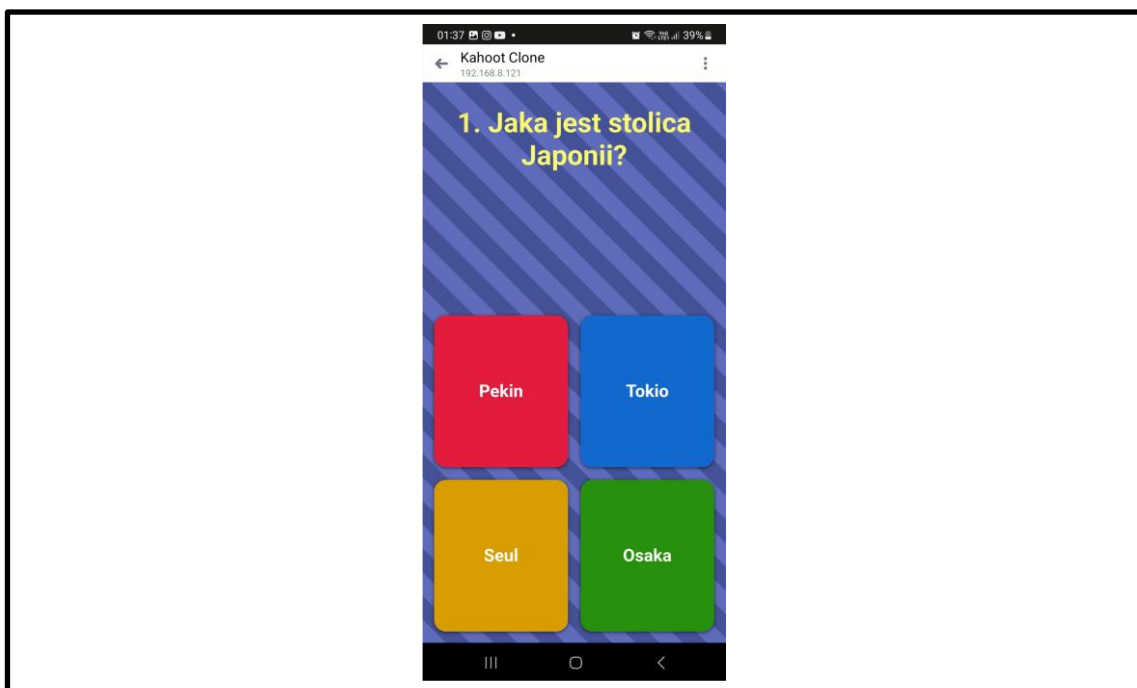 01:37
39%
Kahoot Clone
192.168.8.121
1. Jaka jest stolica
Japonii?
Pekin
Tokio
Seul
Osaka